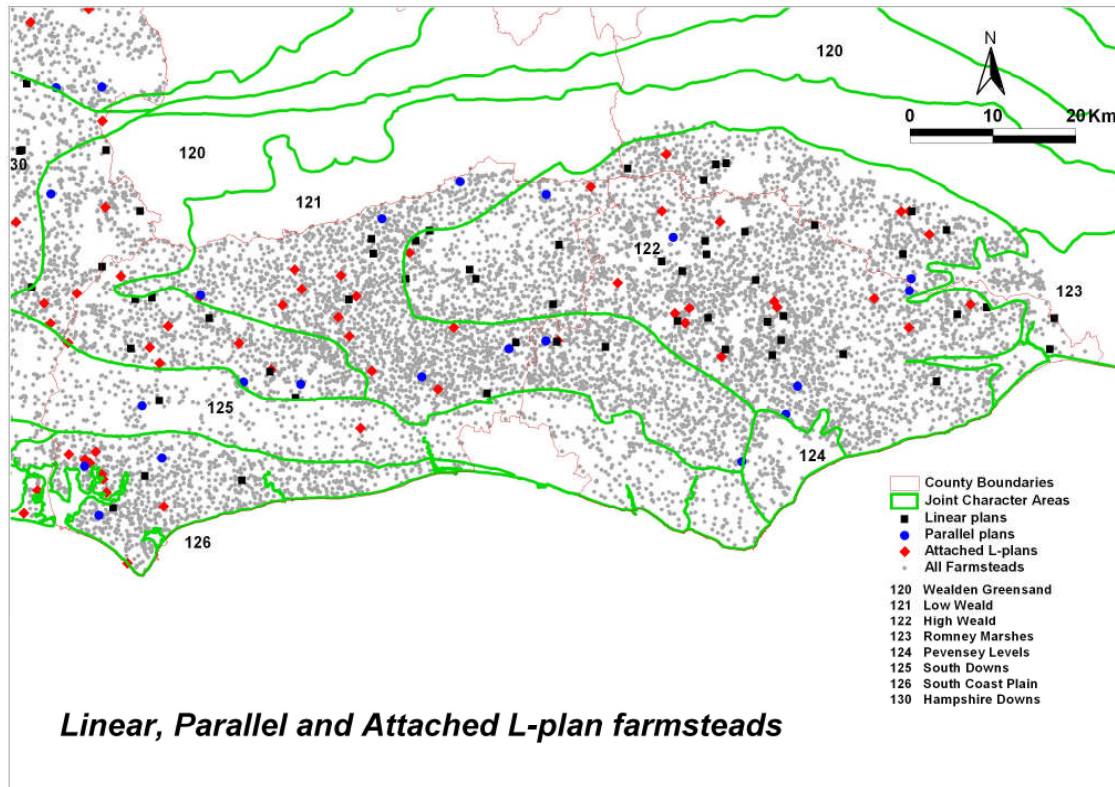 120
N
0 10 20 Km
120
30
121
122
123
125
124
126
County Boundaries
Joint Character Areas
Linear plans
Parallel plans
Attached L-plans
All Farmsteads
120 Wealden Greensand
121 Low Weald
122 High Weald
123 Romney Marshes
124 Pevensey Levels
125 South Downs
126 South Coast Plain
130 Hampshire Downs
Linear, Parallel and Attached L-plan farmsteads